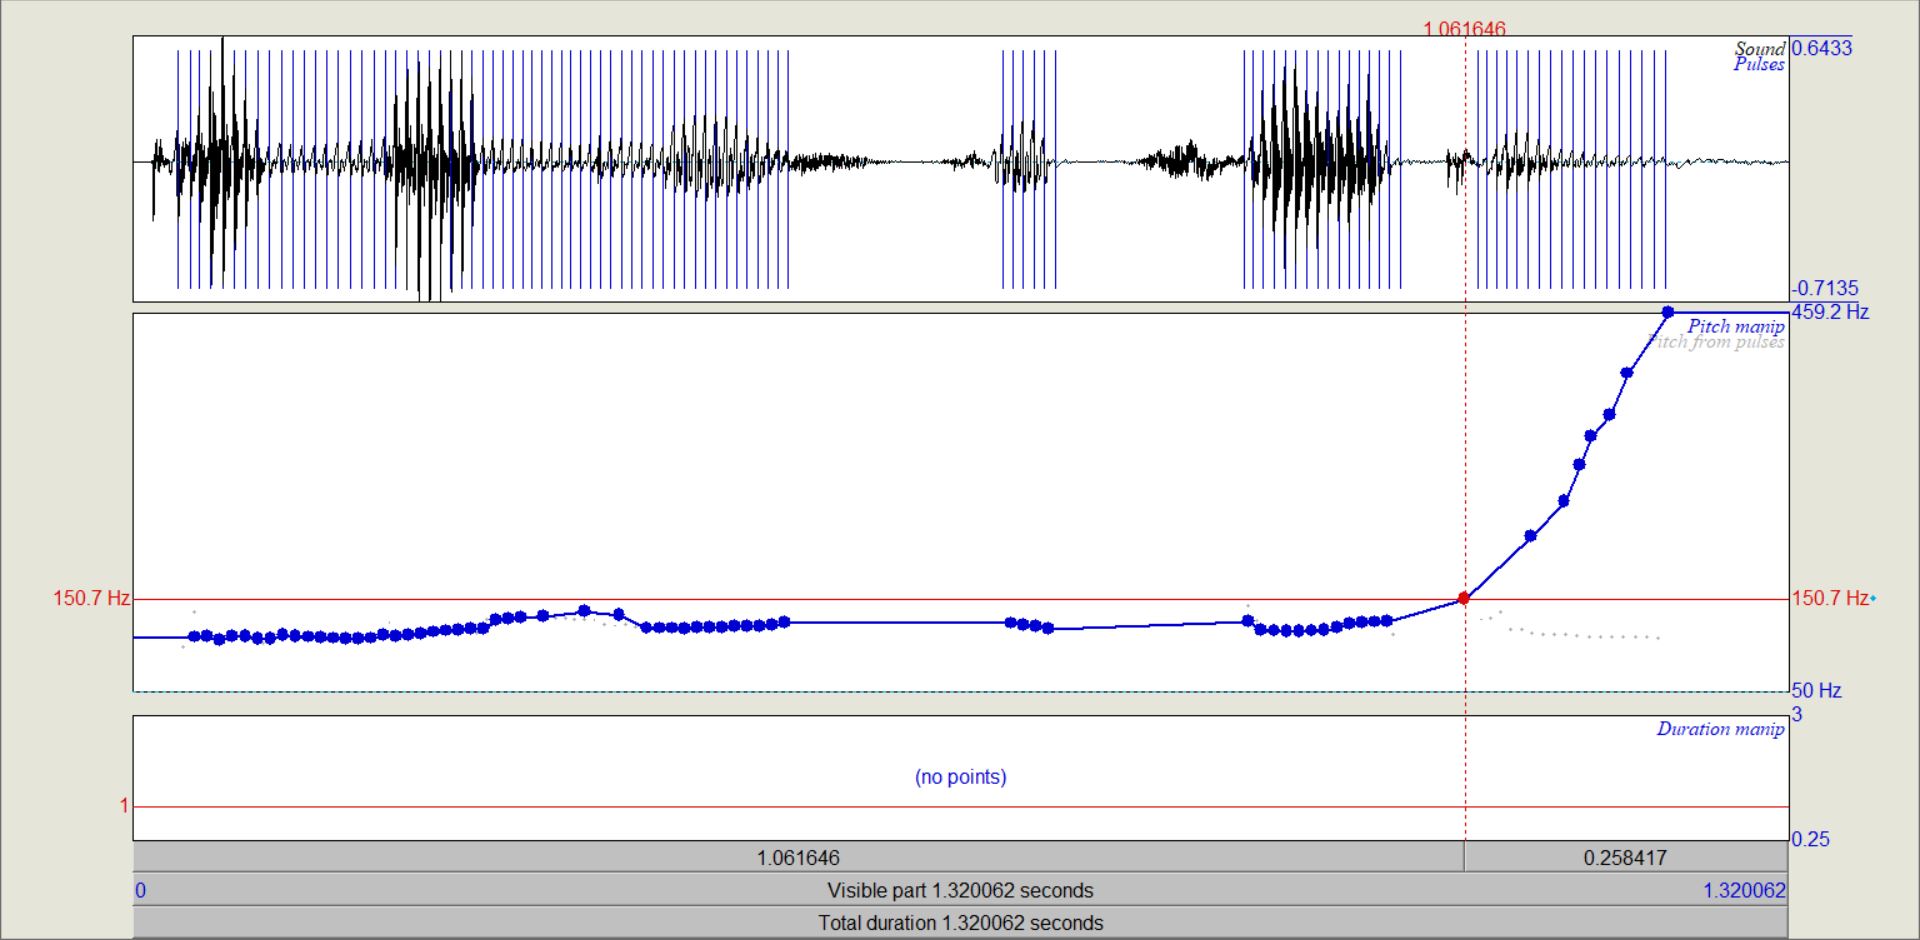 1.061646
Sound
Pulses
0.6433
-0.7135
459.2 Hz
Pitch manip
Pitch from pulses
150.7 Hz
150.7 Hz
50 Hz
3
Duration manip
(no points)
1
0.25
1.061646
0.258417
0
Visible part 1.320062 seconds
1.320062
Total duration 1.320062 seconds